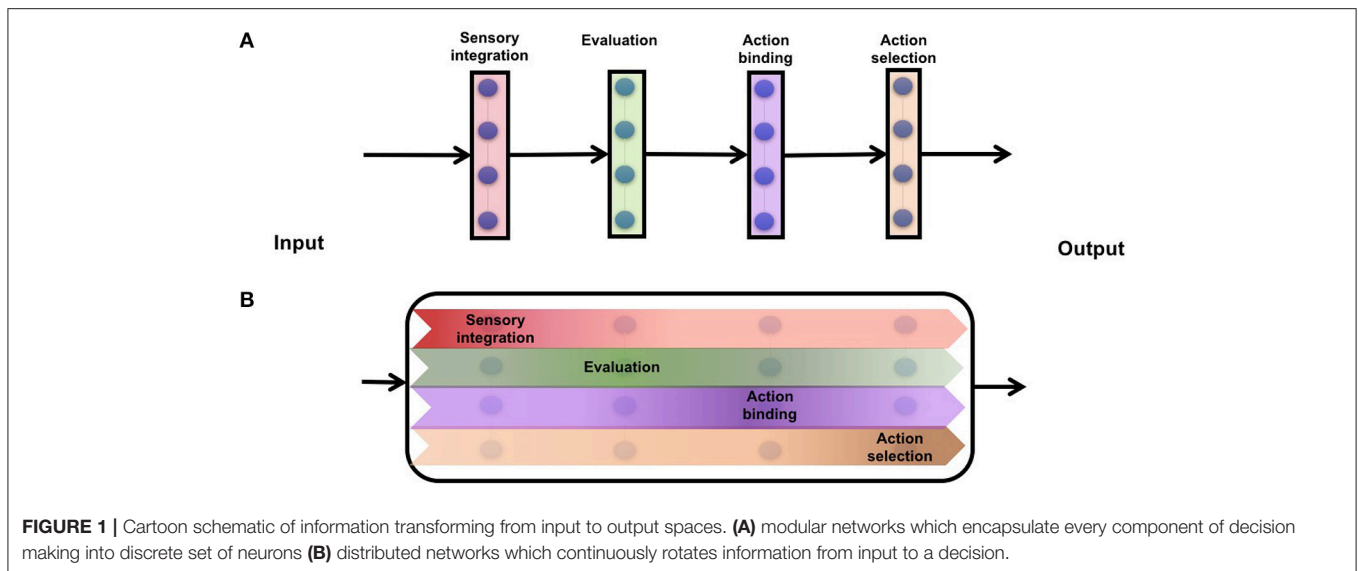 A
Sensory
integration
Evaluation
Action
binding
Action
selection
Input
Output
B
Sensory
integration
Evaluation
Action
binding
Action
selection
FIGURE 1 | Cartoon schematic of information transforming from input to output spaces. (A) modular networks which encapsulate every component of decision
making into discrete set of neurons (B) distributed networks which continuously rotates information from input to a decision.